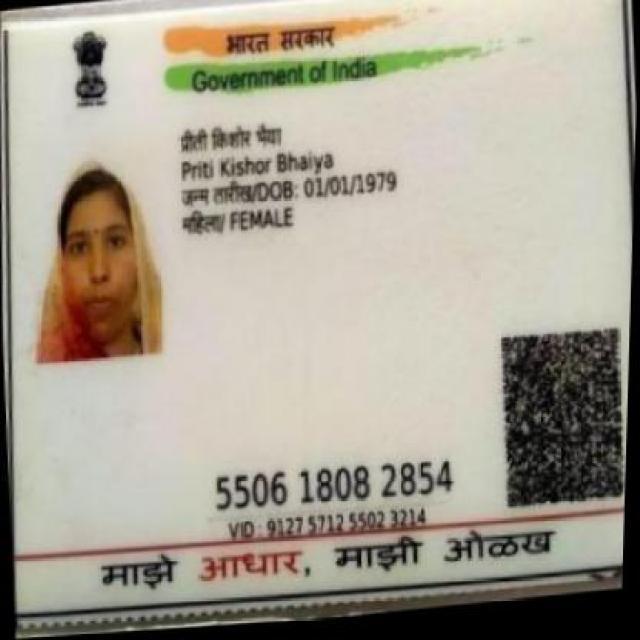 भारत सरकार
Government of India
प्रीती किशोर भैया
Priti Kishor Bhaiya
जन्म तारीख/DOB: 01/01/1979
महिला/ FEMALE
5506 1808 2854
VID : 9127 5712 5502 3214
माझे आधार, माझी ओळख